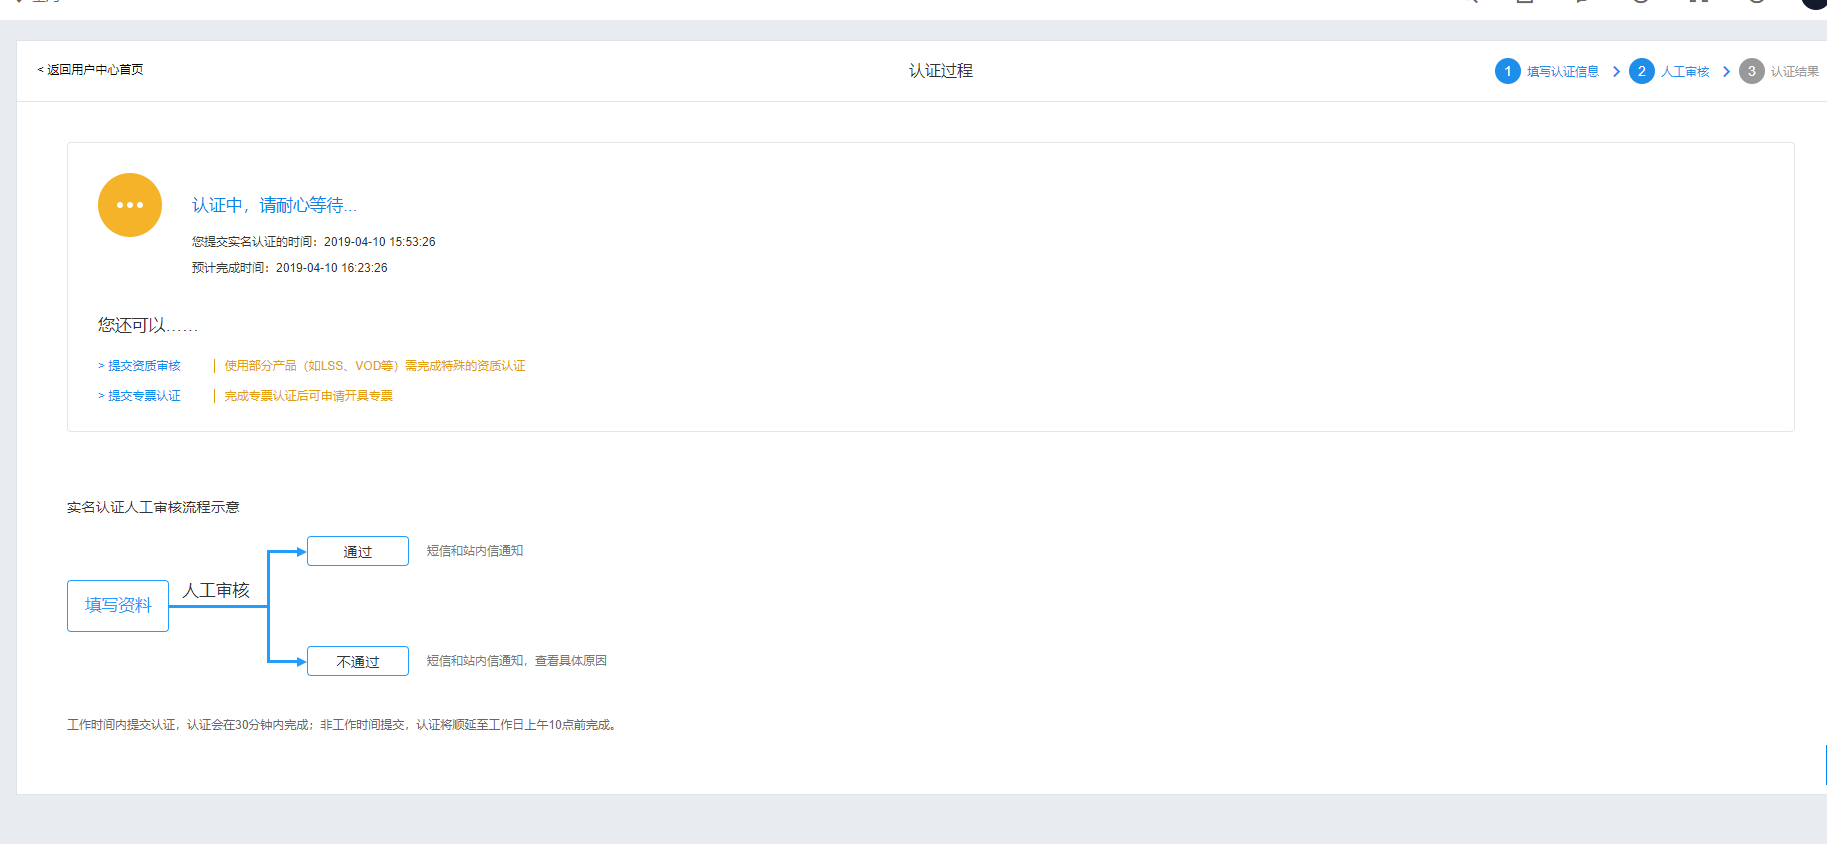 < 返回用户中心首页
认证过程
1 填写认证信息 > 2 人工审核 > 3 认证结果
认证中，请耐心等待...
您提交实名认证的时间：2019-04-10 15:53:26
预计完成时间：2019-04-10 16:23:26
您还可以……
> 提交资质审核 | 使用部分产品（如LSS、VOD等）需完成特殊的资质认证
> 提交专票认证 | 完成专票认证后可申请开具专票
实名认证人工审核流程示意
通过 短信和站内信通知
人工审核
填写资料
不通过 短信和站内信通知，查看具体原因
工作时间内提交认证，认证会在30分钟内完成；非工作时间提交，认证将顺延至工作日上午10点前完成。